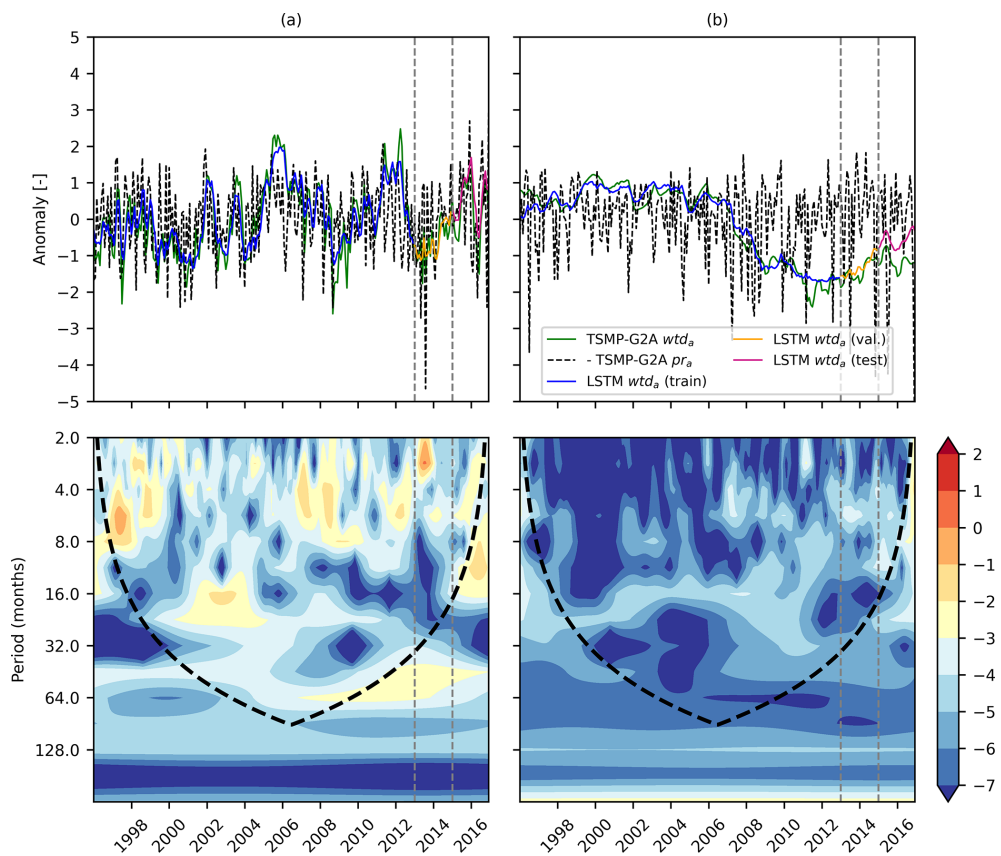 (a) (b)
5
4
3
2
1
0
−1
−2
−3
−4
−5
Anomaly [-]
TSMP-G2A wtdₐ
- TSMP-G2A prₐ
LSTM wtdₐ (train)
LSTM wtdₐ (val.)
LSTM wtdₐ (test)
2.0
4.0
8.0
16.0
32.0
64.0
128.0
Period (months)
1998 2000 2002 2004 2006 2008 2010 2012 2014 2016
1998 2000 2002 2004 2006 2008 2010 2012 2014 2016
2
1
0
−1
−2
−3
−4
−5
−6
−7